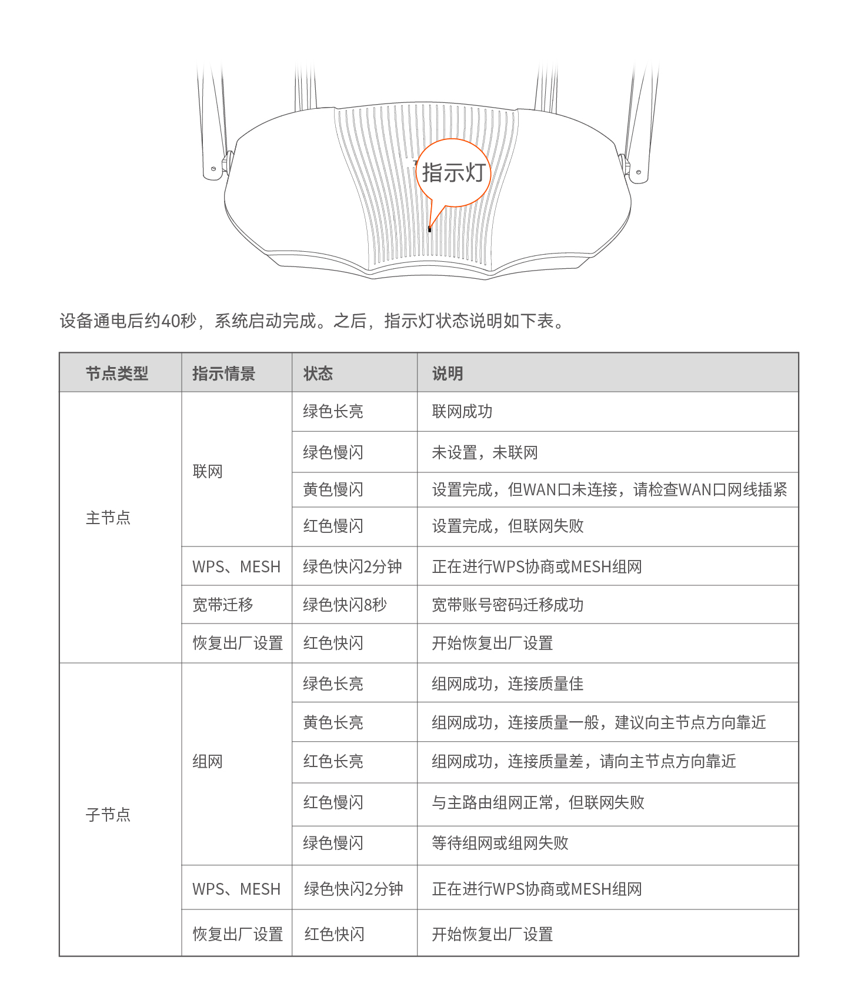 指示灯
设备通电后约40秒，系统启动完成。之后，指示灯状态说明如下表。
节点类型 指示情景 状态 说明
绿色长亮 联网成功
绿色慢闪 未设置，未联网
联网
黄色慢闪 设置完成，但WAN口未连接，请检查WAN口网线插紧
主节点
红色慢闪 设置完成，但联网失败
WPS、MESH 绿色快闪2分钟 正在进行WPS协商或MESH组网
宽带迁移 绿色快闪8秒 宽带账号密码迁移成功
恢复出厂设置 红色快闪 开始恢复出厂设置
绿色长亮 组网成功，连接质量佳
黄色长亮 组网成功，连接质量一般，建议向主节点方向靠近
组网 红色长亮 组网成功，连接质量差，请向主节点方向靠近
红色慢闪 与主路由组网正常，但联网失败
子节点
绿色慢闪 等待组网或组网失败
WPS、MESH 绿色快闪2分钟 正在进行WPS协商或MESH组网
恢复出厂设置 红色快闪 开始恢复出厂设置